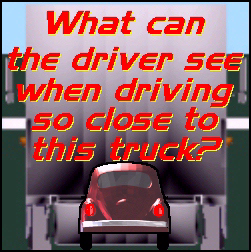 What can
the driver see
when driving
so close to
this truck?